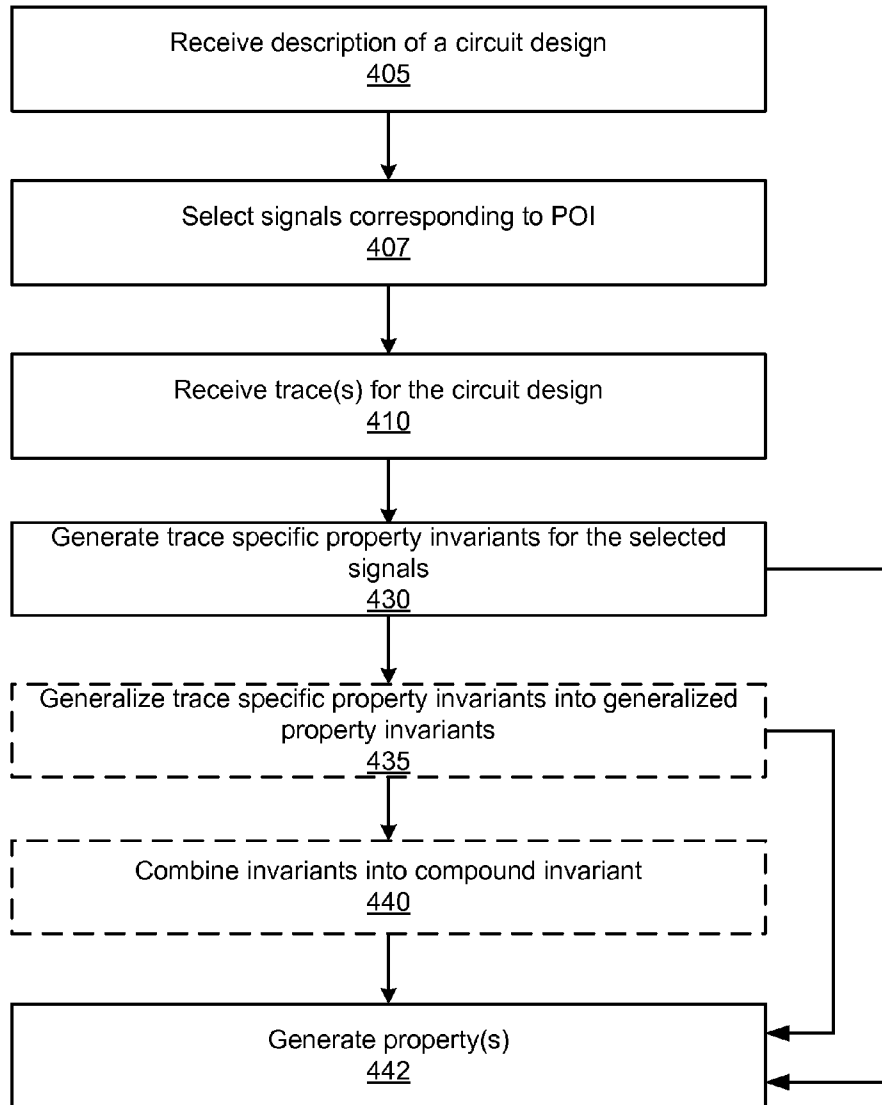 Receive description of a circuit design
405
Select signals corresponding to POI
407
Receive trace(s) for the circuit design
410
Generate trace specific property invariants for the selected
signals
430
Generalize trace specific property invariants into generalized
property invariants
435
Combine invariants into compound invariant
440
Generate property(s)
442